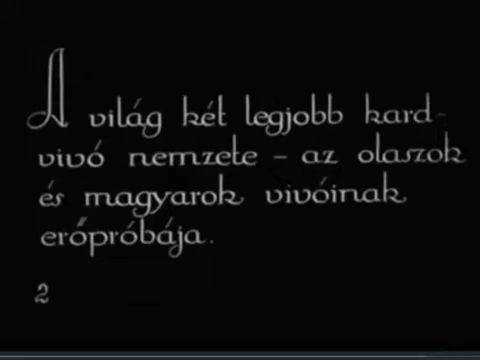 A világ két legjobb kard-
vivó nemzete - az olaszok
és magyarok vivóinak
erőpróbája.
2